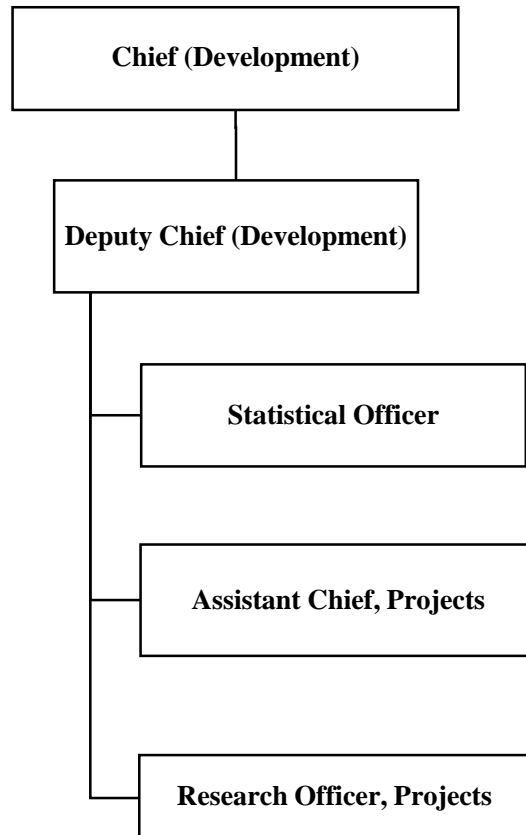 Chief (Development)
Deputy Chief (Development)
Statistical Officer
Assistant Chief, Projects
Research Officer, Projects